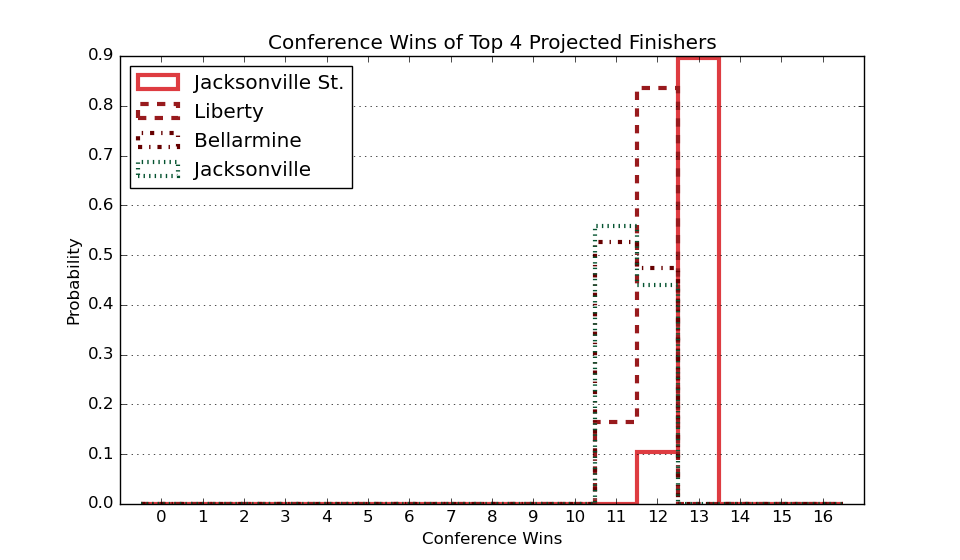 Conference Wins of Top 4 Projected Finishers
0.9
0.8
0.7
0.6
0.5
0.4
0.3
0.2
0.1
0.0
Probability
Jacksonville St.
Liberty
Bellarmine
Jacksonville
0 1 2 3 4 5 6 7 8 9 10 11 12 13 14 15 16
Conference Wins